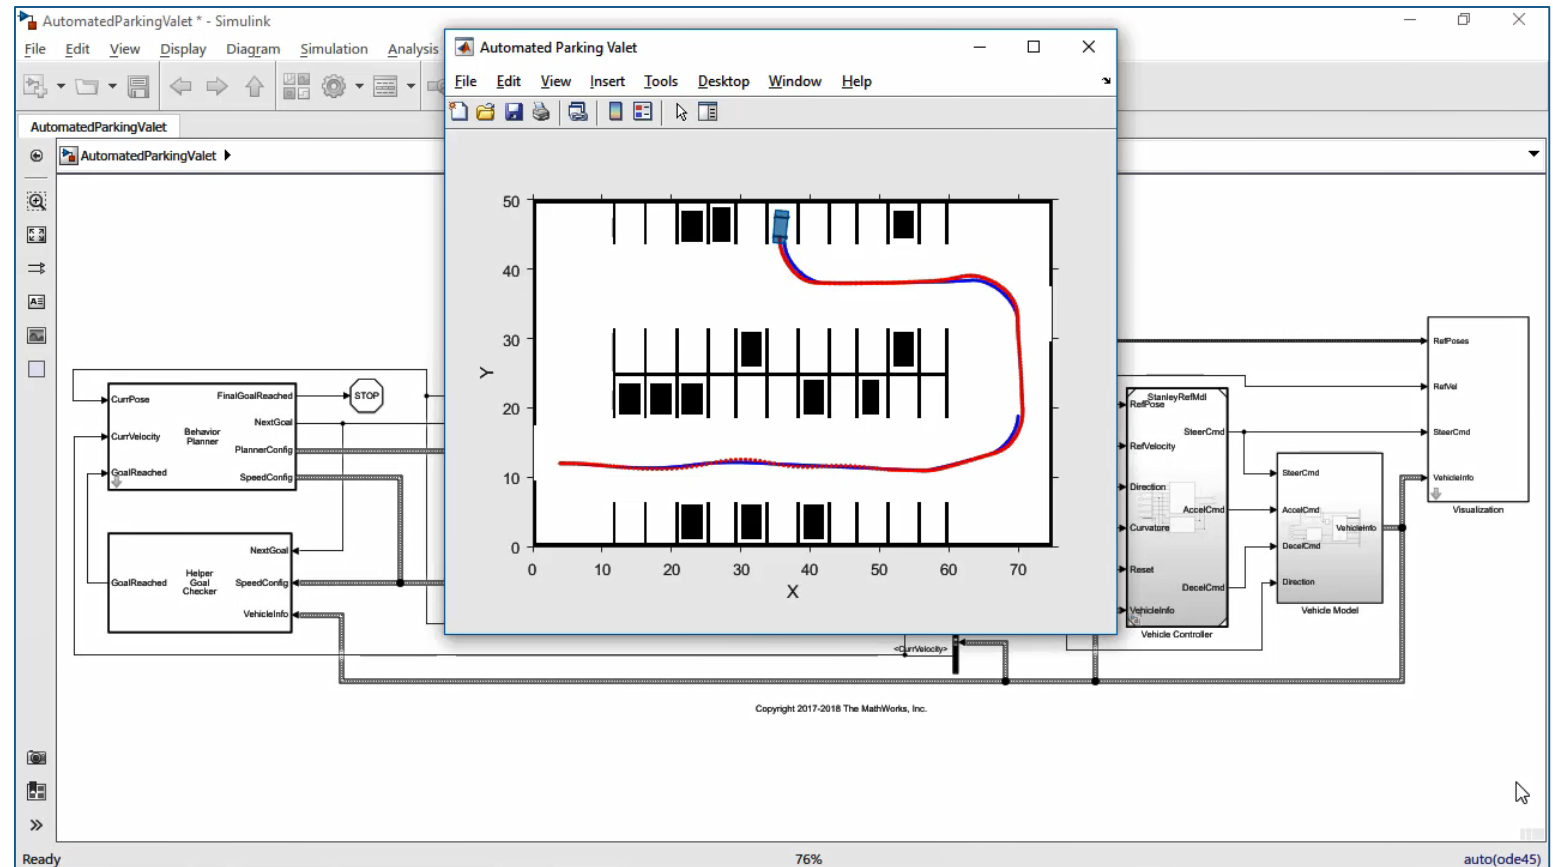 AutomatedParkingValet * - Simulink
File Edit View Display Diagram Simulation Analysis
AutomatedParkingValet
AutomatedParkingValet
Automated Parking Valet
File Edit View Insert Tools Desktop Window Help
50
40
30
20
10
0
Y
0 10 20 30 40 50 60 70
X
CurrPose
CurrVelocity
GoalReached
Behavior
Planner
FinalGoalReached
NextGoal
PlannerConfig
SpeedConfig
STOP
GoalReached
Helper
Goal
Checker
NextGoal
SpeedConfig
VehicleInfo
<CurrVelocity>
StanleyRefMdl
RefPose
RefVelocity
Direction
Curvature
Reset
VehicleInfo
SteerCmd
AccelCmd
DecelCmd
Vehicle Controller
SteerCmd
AccelCmd
DecelCmd
Direction
VehicleInfo
Vehicle Model
RefPoses
RefVel
SteerCmd
VehicleInfo
Visualization
Copyright 2017-2018 The MathWorks, Inc.
Ready
76%
auto(ode45)